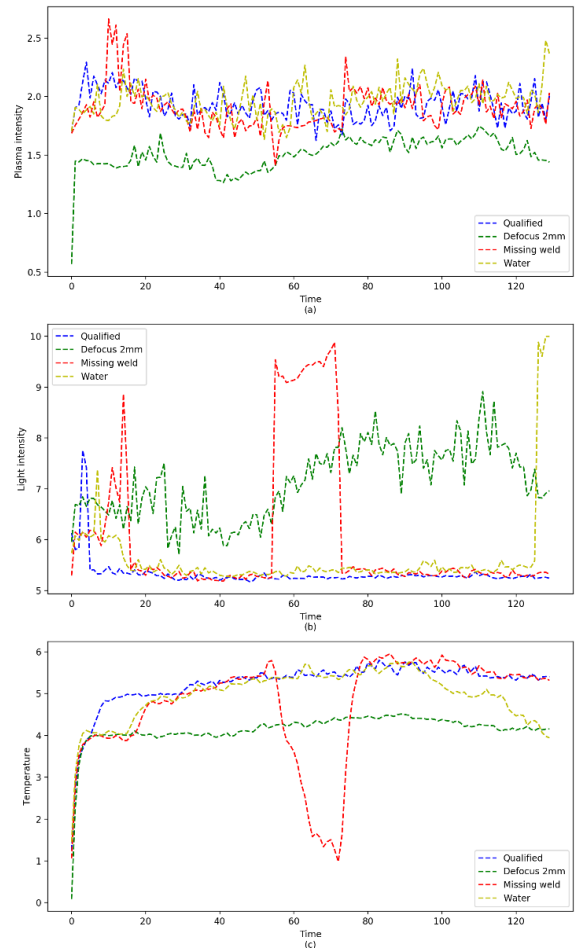 2.5
2.0
1.5
1.0
0.5
Plasma intensity
Qualified
Defocus 2mm
Missing weld
Water
0 20 40 60 80 100 120
Time
(a)
10
9
8
7
6
5
Light intensity
Qualified
Defocus 2mm
Missing weld
Water
0 20 40 60 80 100 120
Time
(b)
6
5
4
3
2
1
0
Temperature
Qualified
Defocus 2mm
Missing weld
Water
0 20 40 60 80 100 120
Time
(c)